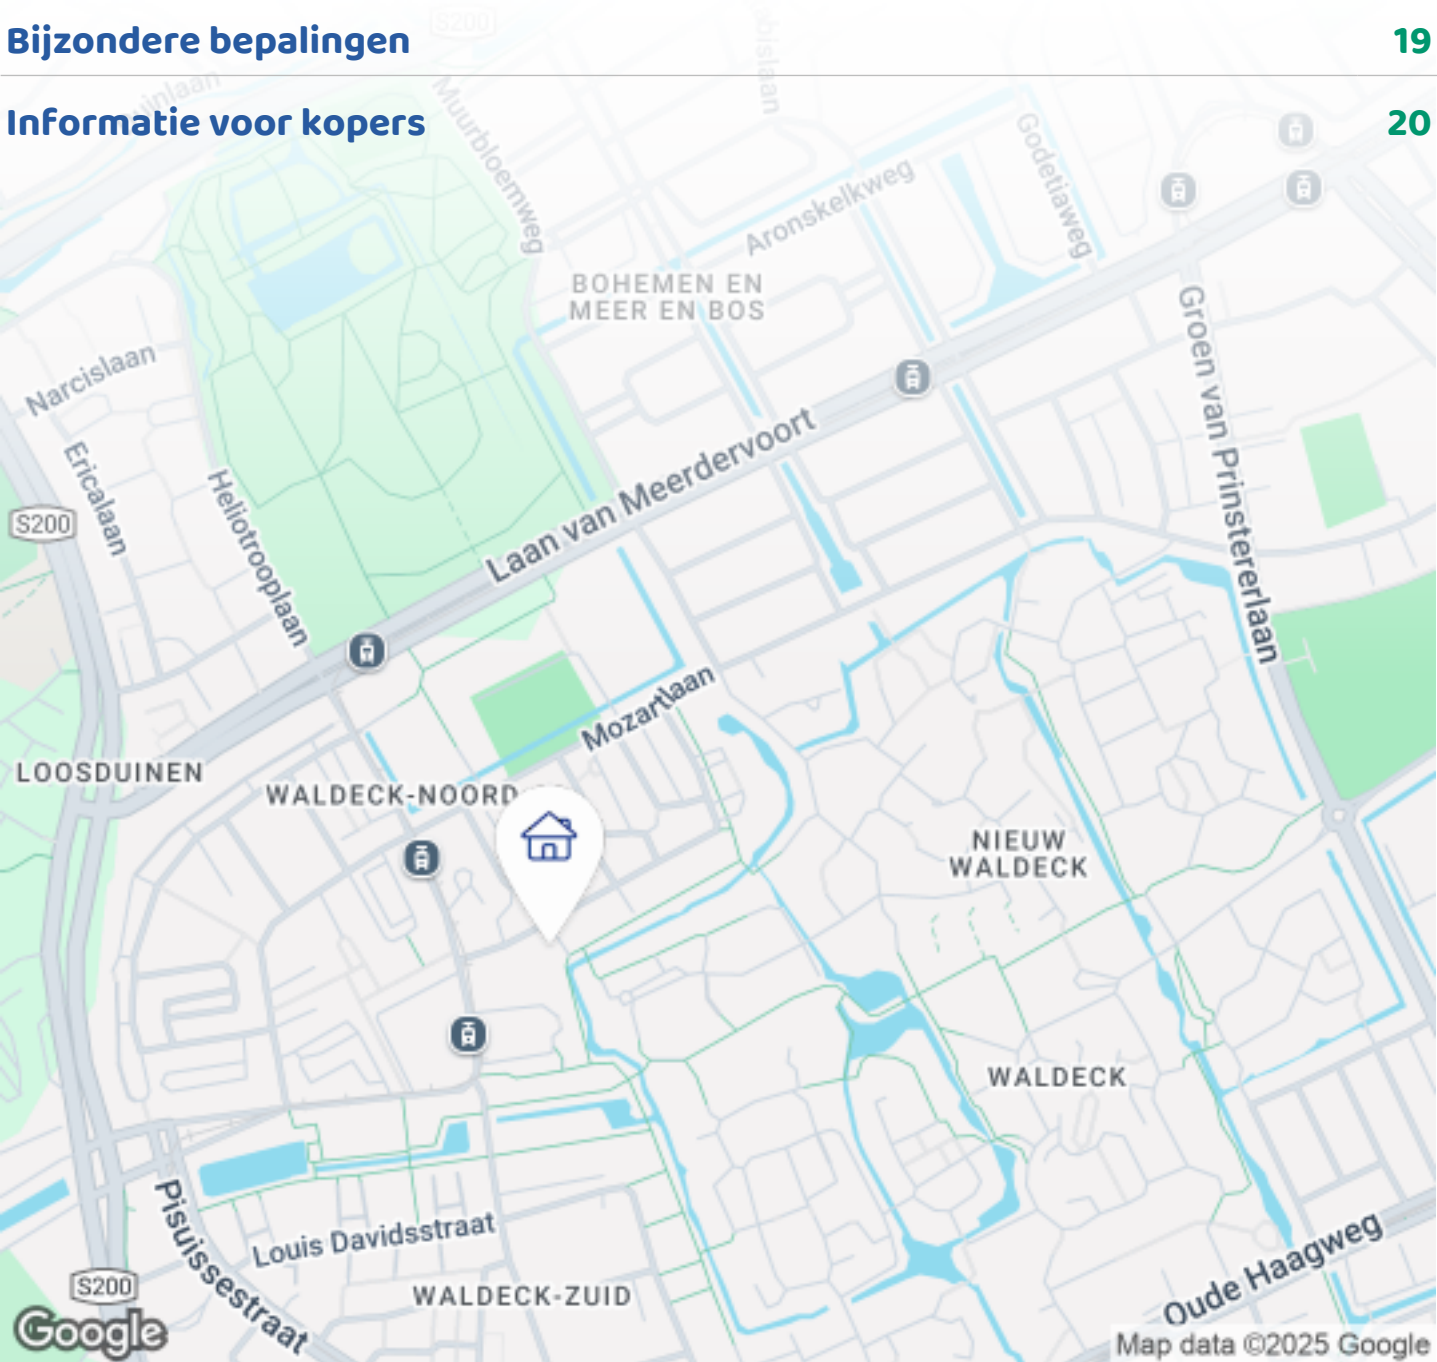 S200
Bijzondere bepalingen 19
Informatie voor kopers 20
Muurbloemweg
Godetiaweg
Aronskelkweg
BOHEMEN EN
MEER EN BOS
Groen van Prinstererlaan
Narcislaan
Ericalaan
Heliotrooplaan
S200
Laan van Meerdervoort
Mozartlaan
LOOSDUINEN
WALDECK-NOORD
NIEUW
WALDECK
WALDECK
Pisuissestraat
Louis Davidsstraat
WALDECK-ZUID
S200
Oude Haagweg
Google
Map data ©2025 Google